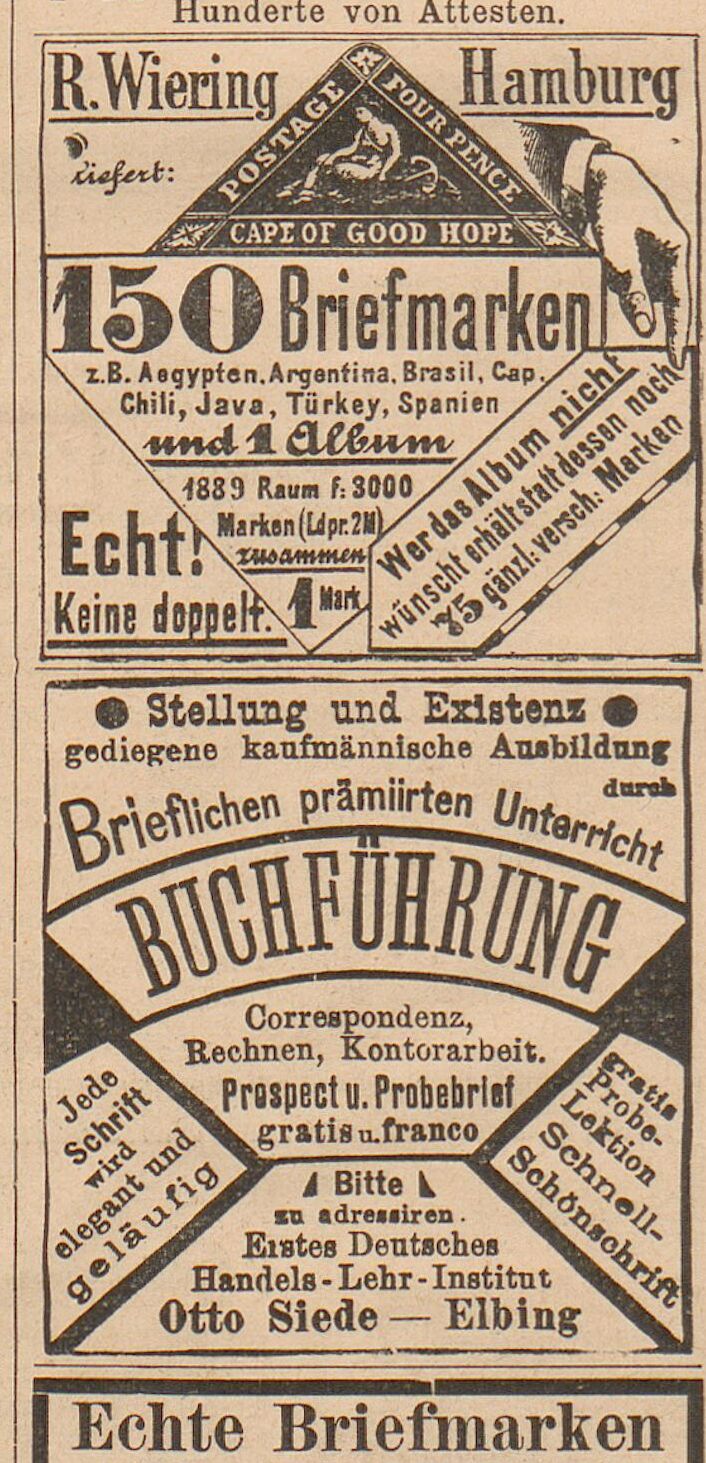 Hunderte von Attesten.
R. Wiering Hamburg
liefert:
POSTAGE
FOUR PENCE
CAPE OF GOOD HOPE
150 Briefmarken
z.B. Aegypten. Argentina. Brasil, Cap.
Chili, Java, Türkey, Spanien
und 1 Album
1889 Raum f: 3000
Marken (Ldpr. 2M)
zusammen
1 Mark
Echt!
Keine doppelt.
Wer das Album nicht
wünscht erhält statt dessen noch
75 gänzl: versch: Marken
Stellung und Existenz
gediegene kaufmännische Ausbildung
durch
Brieflichen prämiirten Unterricht
BUCHFÜHRUNG
Correspondenz,
Rechnen, Kontorarbeit.
Prospect u. Probebrief
gratis u. franco
Jede
Schrift
wird
elegant und
geläufig
gratis
Probe-
Lektion
Schnell-
Schönschrift
Bitte
zu adressiren.
Erstes Deutsches
Handels-Lehr-Institut
Otto Siede — Elbing
Echte Briefmarken